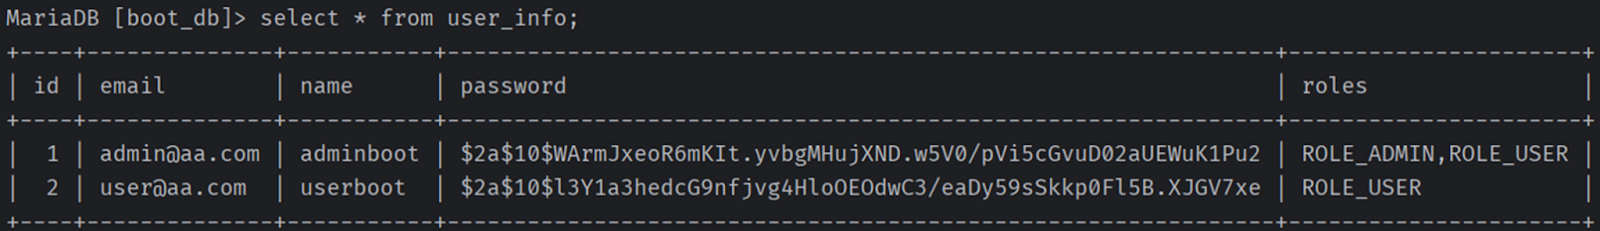 MariaDB [boot_db]> select * from user_info;
+----+--------------+-----------+--------------------------------------------------------------+----------------------+
| id | email        | name      | password                                                     | roles                |
+----+--------------+-----------+--------------------------------------------------------------+----------------------+
|  1 | admin@aa.com | adminboot | $2a$10$WArmJxeoR6mKIt.yvbgMHujXND.w5V0/pVi5cGvuD02aUEWuK1Pu2 | ROLE_ADMIN,ROLE_USER |
|  2 | user@aa.com  | userboot  | $2a$10$l3Y1a3hedcG9nfjvg4HloOEOdwC3/eaDy59sSkkp0Fl5B.XJGV7xe | ROLE_USER            |
+----+--------------+-----------+--------------------------------------------------------------+----------------------+